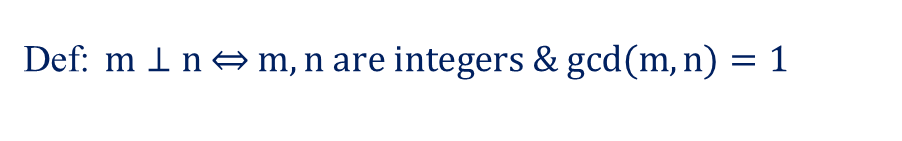 Def: m ⊥ n ⇔ m, n are integers & gcd(m, n) = 1